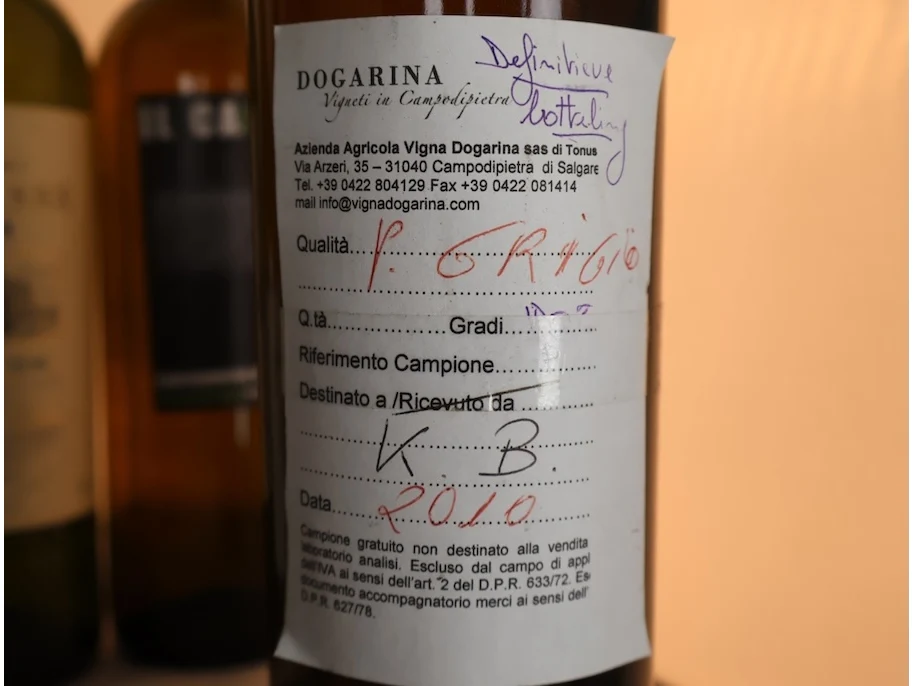 DOGARINA
Vigneti in Campodipietra
Definitieve
botteling
Azienda Agricola Vigna Dogarina sas di Tonus
Via Arzeri, 35 – 31040 Campodipietra di Salgare
Tel. +39 0422 804129 Fax +39 0422 081414
mail info@vignadogarina.com
Qualità... P. GRiGiO
Q.tà.....................Gradi...
Riferimento Campione...................
Destinato a /Ricevuto da ............
K. B.
Data... 2010
Campione gratuito non destinato alla vendita
laboratorio analisi. Escluso dal campo di appl
dell'IVA ai sensi dell'art. 2 del D.P.R. 633/72. Es
documento accompagnatorio merci ai sensi dell'
D.P.R. 627/78.